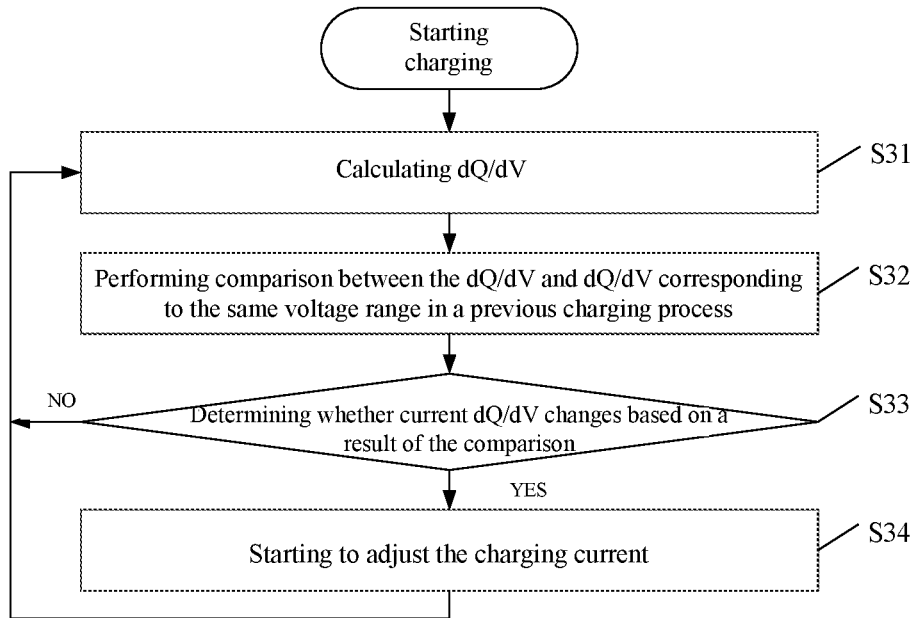 Starting
charging
Calculating dQ/dV
S31
Performing comparison between the dQ/dV and dQ/dV corresponding
to the same voltage range in a previous charging process
S32
NO
Determining whether current dQ/dV changes based on a
result of the comparison
S33
YES
Starting to adjust the charging current
S34